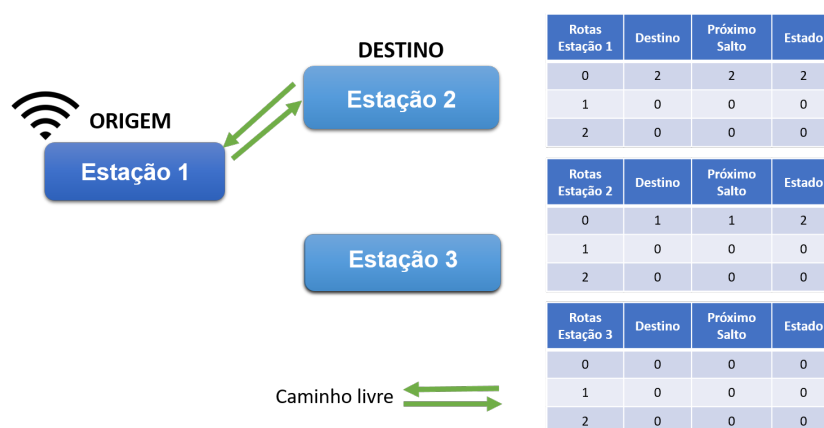 DESTINO
Estação 2
ORIGEM
Estação 1
Estação 3
Caminho livre
Rotas Estação 1 Destino Próximo Salto Estado
0 2 2 2
1 0 0 0
2 0 0 0
Rotas Estação 2 Destino Próximo Salto Estado
0 1 1 2
1 0 0 0
2 0 0 0
Rotas Estação 3 Destino Próximo Salto Estado
0 0 0 0
1 0 0 0
2 0 0 0